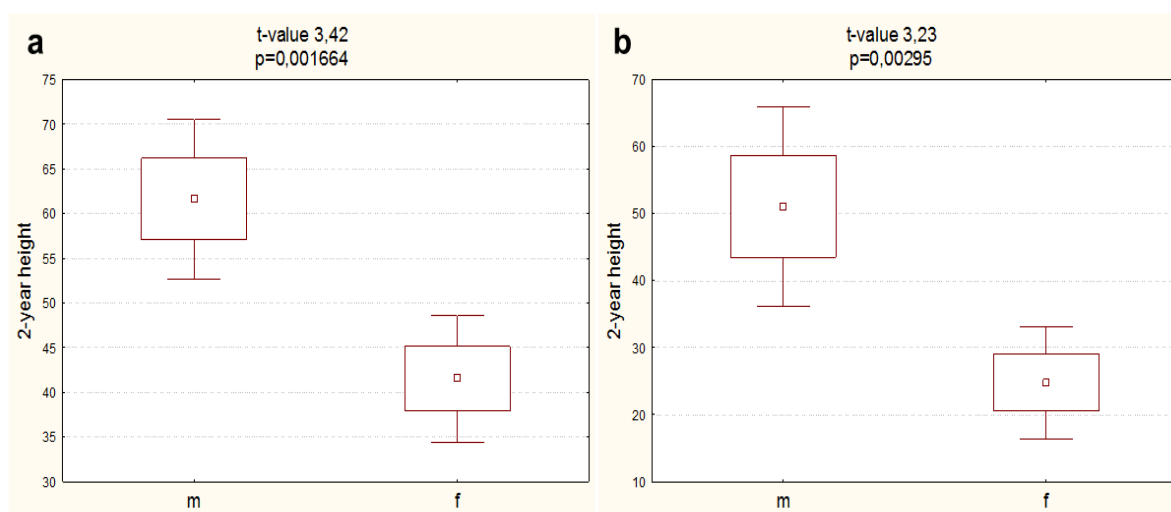 a
t-value 3,42
p=0,001664
75
70
65
60
55
50
45
40
35
30
2-year height
m
f
b
t-value 3,23
p=0,00295
70
60
50
40
30
20
10
2-year height
m
f